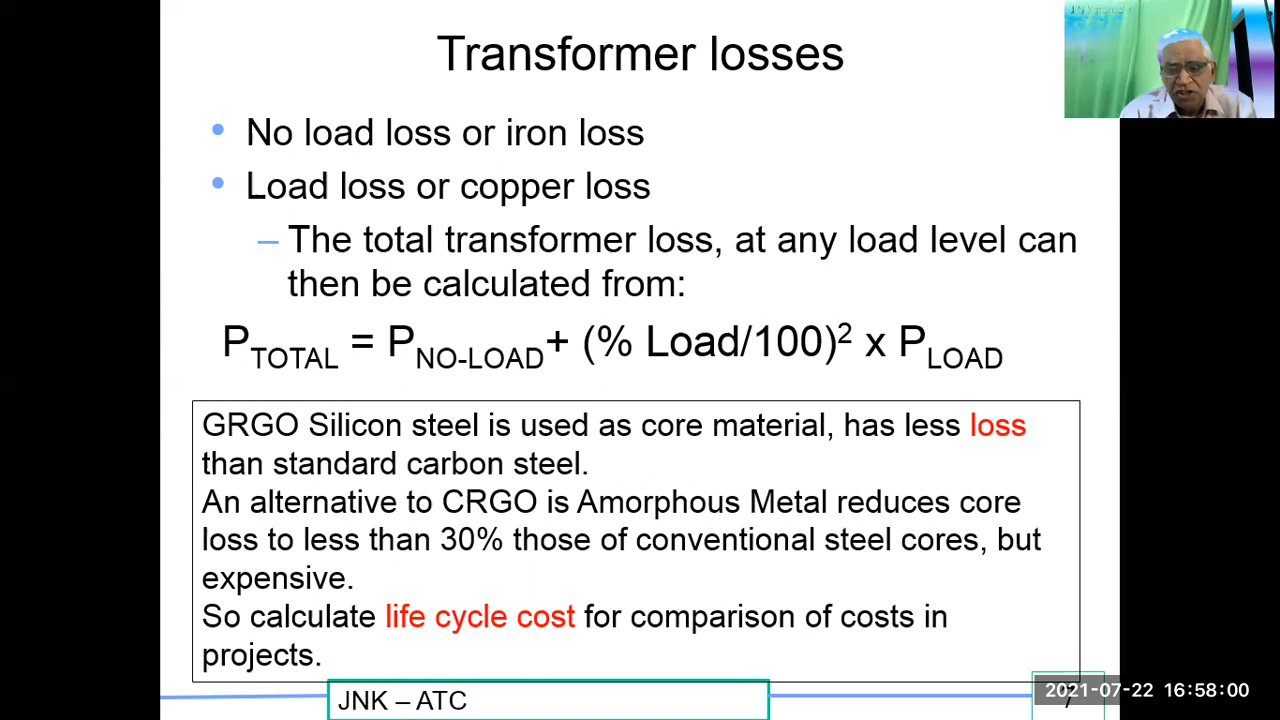 Transformer losses
• No load loss or iron loss
• Load loss or copper loss
– The total transformer loss, at any load level can
then be calculated from:
P_TOTAL = P_NO-LOAD + (% Load/100)² x P_LOAD
GRGO Silicon steel is used as core material, has less loss
than standard carbon steel.
An alternative to CRGO is Amorphous Metal reduces core
loss to less than 30% those of conventional steel cores, but
expensive.
So calculate life cycle cost for comparison of costs in
projects.
JNK – ATC
2021-07-22 16:58:00
7